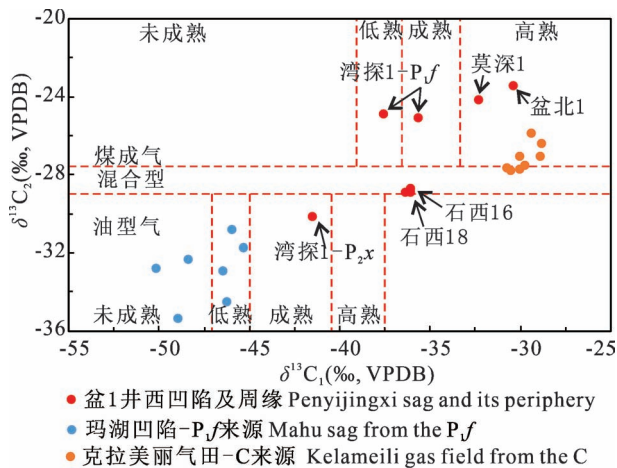 -16
-20
-24
-28
-32
-36
δ¹³C₂(‰, VPDB)
未成熟
低熟
成熟
高熟
湾探1-P₁f
莫深1
盆北1
煤成气
混合型
石西16
石西18
油型气
湾探1-P₂x
未成熟
低熟
成熟
高熟
-55
-50
-45
-40
-35
-30
-25
δ¹³C₁(‰, VPDB)
盆1井西凹陷及周缘 Penyijingxi sag and its periphery
玛湖凹陷-P₁f来源 Mahu sag from the P₁f
克拉美丽气田-C来源 Kelameili gas field from the C